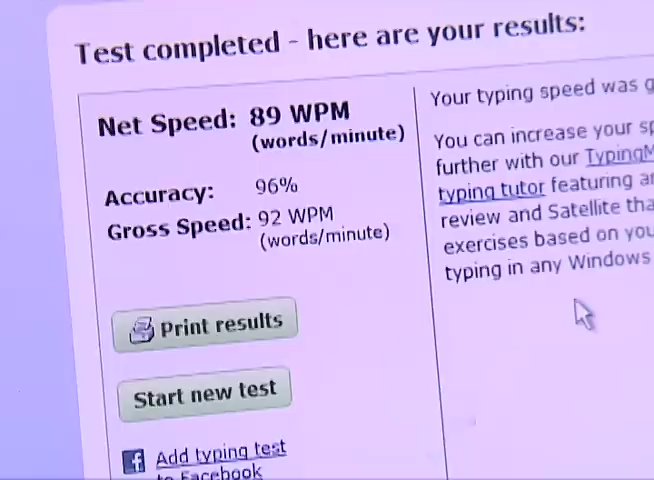 Test completed - here are your results:
Net Speed: 89 WPM
(words/minute)
Accuracy: 96%
Gross Speed: 92 WPM
(words/minute)
Print results
Start new test
Add typing test
to Facebook
Your typing speed was
You can increase your
further with our
typing tutor featuring
review and Satellite
exercises based on
typing in any Windows